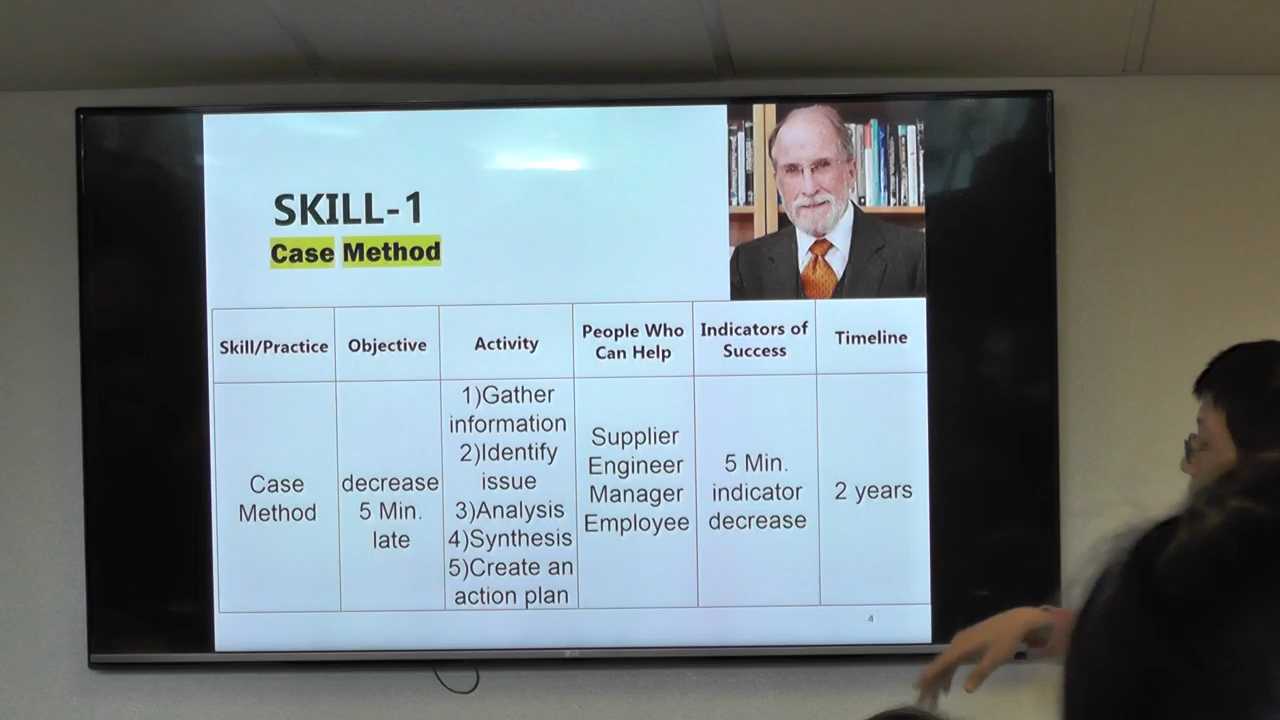 SKILL-1
Case Method
Skill/Practice
Objective
Activity
People Who
Can Help
Indicators of
Success
Timeline
Case
Method
decrease
5 Min.
late
1)Gather
information
2)Identify
issue
3)Analysis
4)Synthesis
5)Create an
action plan
Supplier
Engineer
Manager
Employee
5 Min.
indicator
decrease
2 years
4